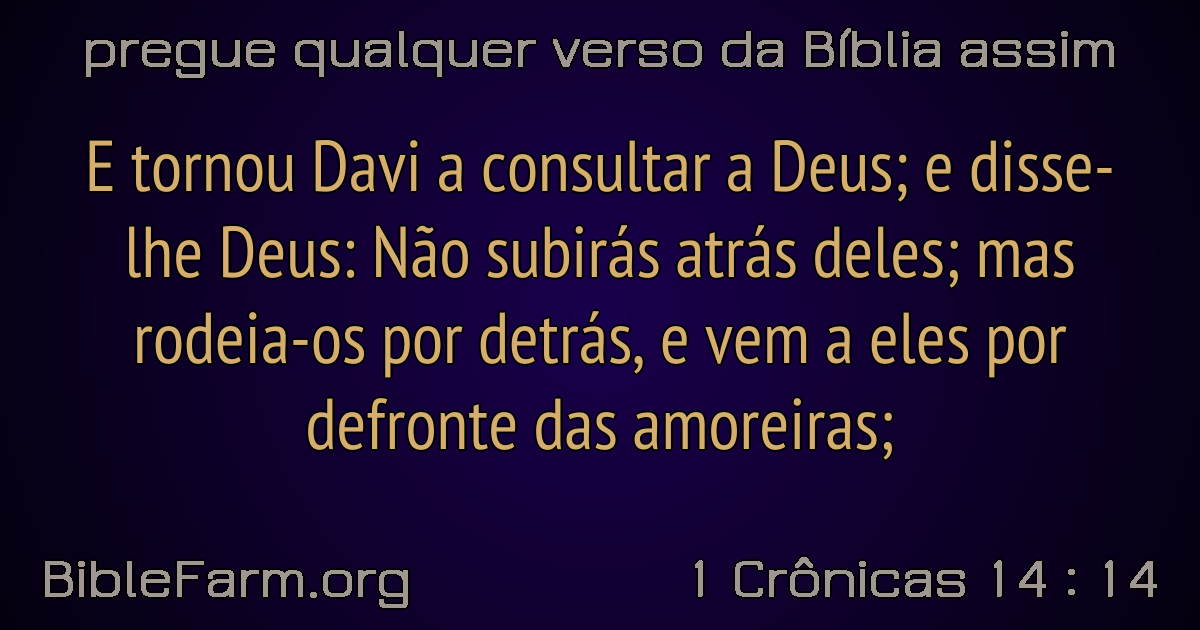 pregue qualquer verso da Bíblia assim
E tornou Davi a consultar a Deus; e disse-
lhe Deus: Não subirás atrás deles; mas
rodeia-os por detrás, e vem a eles por
defronte das amoreiras;
BibleFarm.org
1 Crônicas 14 : 14